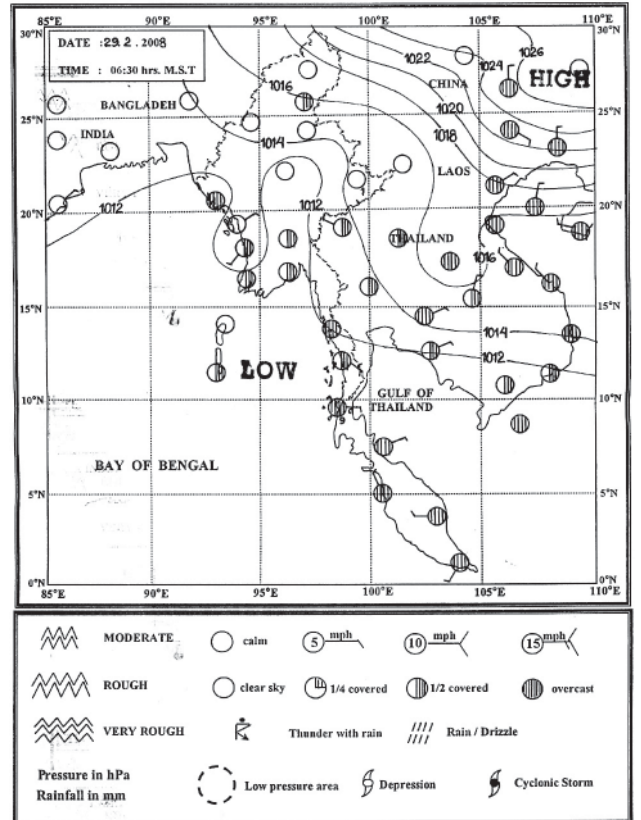 85°E 90°E 95°E 100°E 105°E 110°E
30°N 30°N
DATE : 29.2.2008
TIME : 06:30 hrs. M.S.T
1022 1024 1026
HIGH
CHINA
1016 1020
BANGLADEH
25°N 25°N
1018
INDIA
1014
LAOS
1012 1012
20°N 20°N
THAILAND
1016
15°N 15°N
1014
1012
LOW
GULF OF
THAILAND
10°N 10°N
9
BAY OF BENGAL
5°N 5°N
0°N 0°N
85°E 90°E 95°E 100°E 105°E 110°E
MODERATE calm 5 mph 10 mph 15 mph
ROUGH clear sky 1/4 covered 1/2 covered overcast
VERY ROUGH Thunder with rain Rain / Drizzle
Pressure in hPa
Rainfall in mm Low pressure area Depression Cyclonic Storm